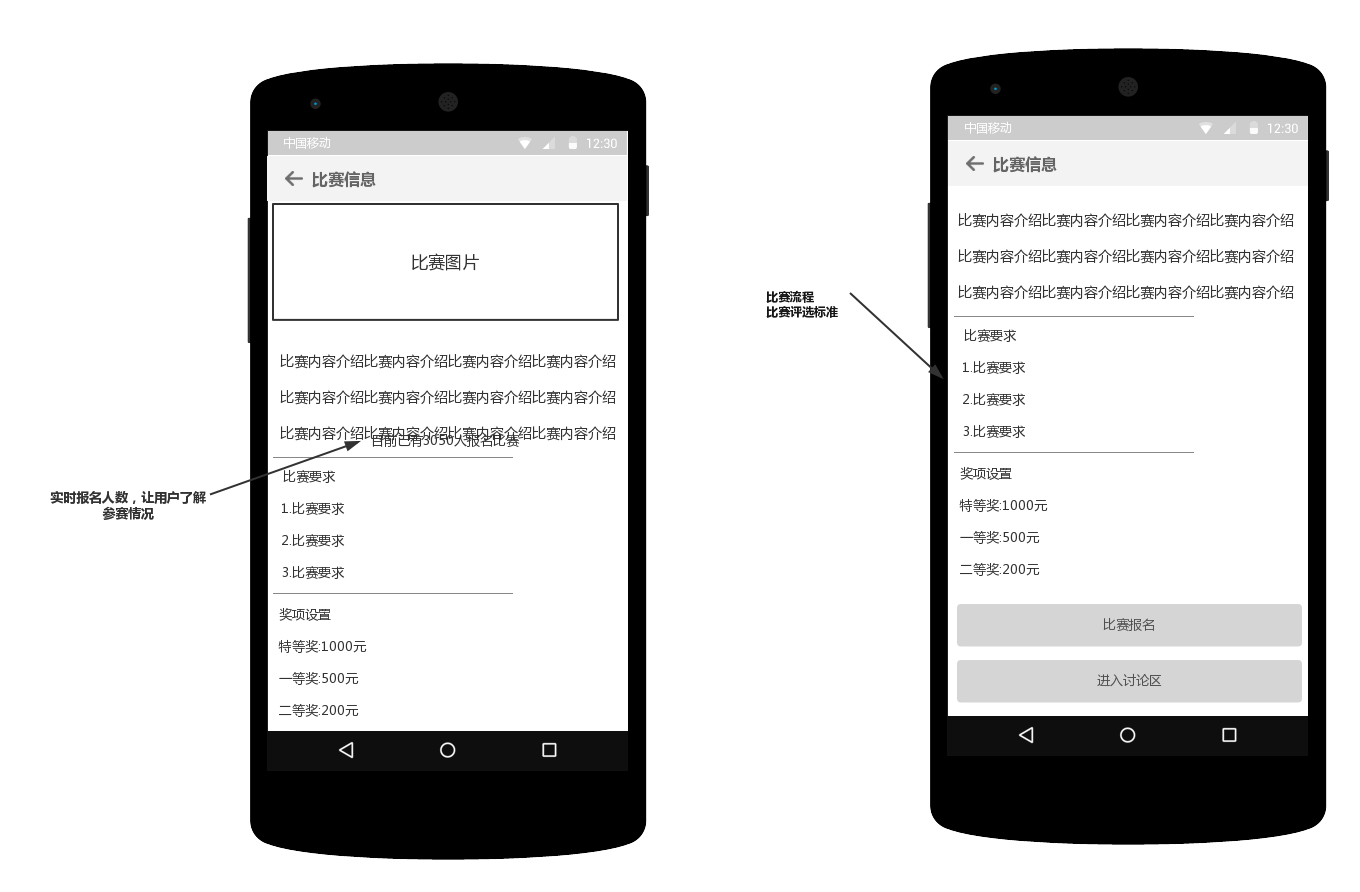 中国移动 12:30
比赛信息
比赛图片
比赛内容介绍比赛内容介绍比赛内容介绍比赛内容介绍
比赛内容介绍比赛内容介绍比赛内容介绍比赛内容介绍
比赛内容介绍比赛内容介绍比赛内容介绍比赛内容介绍
目前已有3050人报名比赛
实时报名人数，让用户了解
参赛情况
比赛要求
1.比赛要求
2.比赛要求
3.比赛要求
奖项设置
特等奖:1000元
一等奖:500元
二等奖:200元
比赛流程
比赛评选标准
中国移动 12:30
比赛信息
比赛内容介绍比赛内容介绍比赛内容介绍比赛内容介绍
比赛内容介绍比赛内容介绍比赛内容介绍比赛内容介绍
比赛内容介绍比赛内容介绍比赛内容介绍比赛内容介绍
比赛要求
1.比赛要求
2.比赛要求
3.比赛要求
奖项设置
特等奖:1000元
一等奖:500元
二等奖:200元
比赛报名
进入讨论区